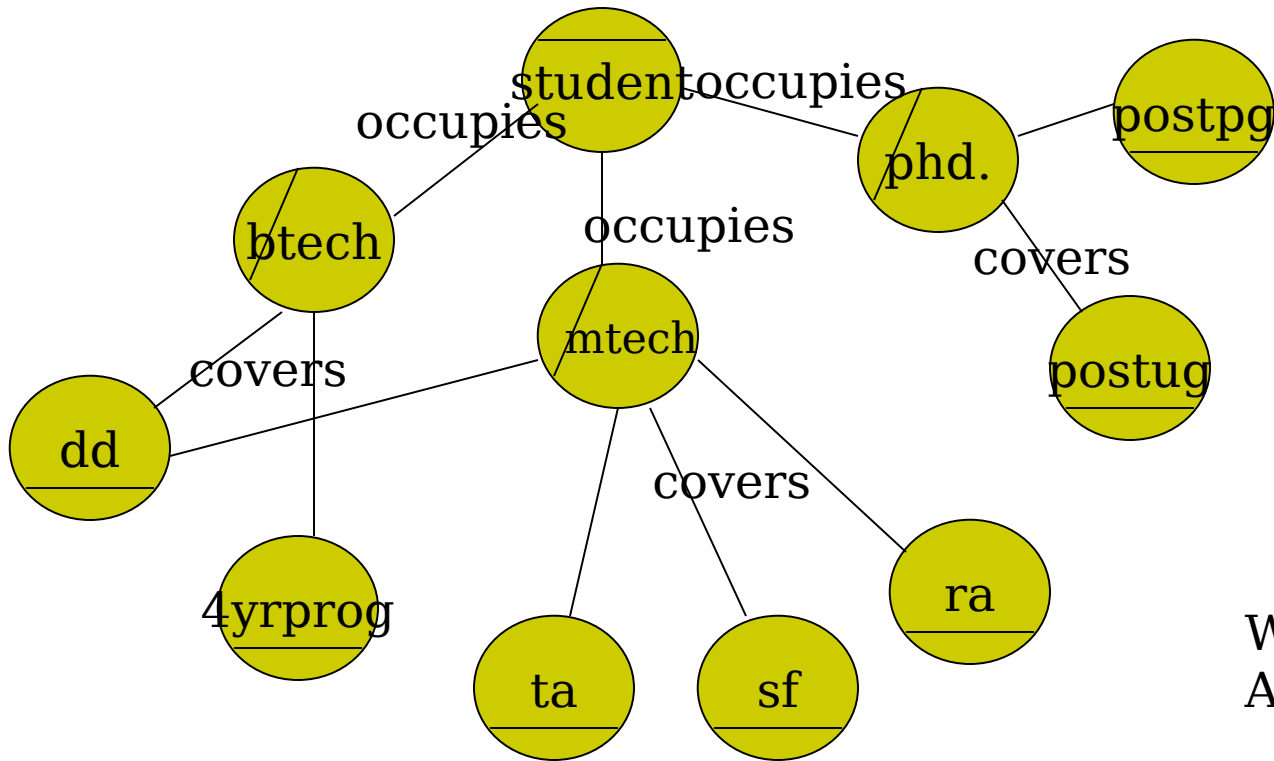 student
occupies
occupies
postpg
phd.
btech
occupies
covers
mtech
covers
postug
dd
covers
ra
4yrprog
ta
sf
W
A